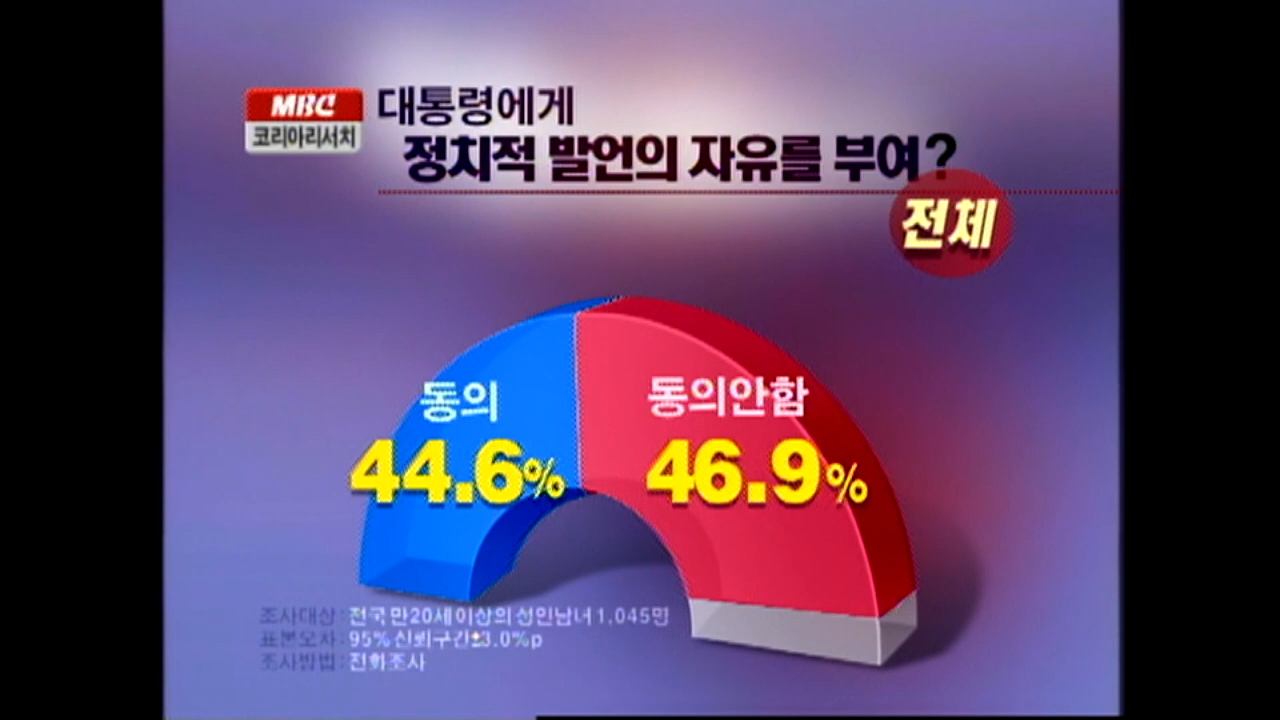 MBC
코리아리서치
대통령에게
정치적 발언의 자유를 부여?
전체
동의
44.6%
동의안함
46.9%
조사대상 : 전국 만20세이상의 성인남녀 1,045명
표본오차 : 95% 신뢰구간±3.0%p
조사방법 : 전화조사